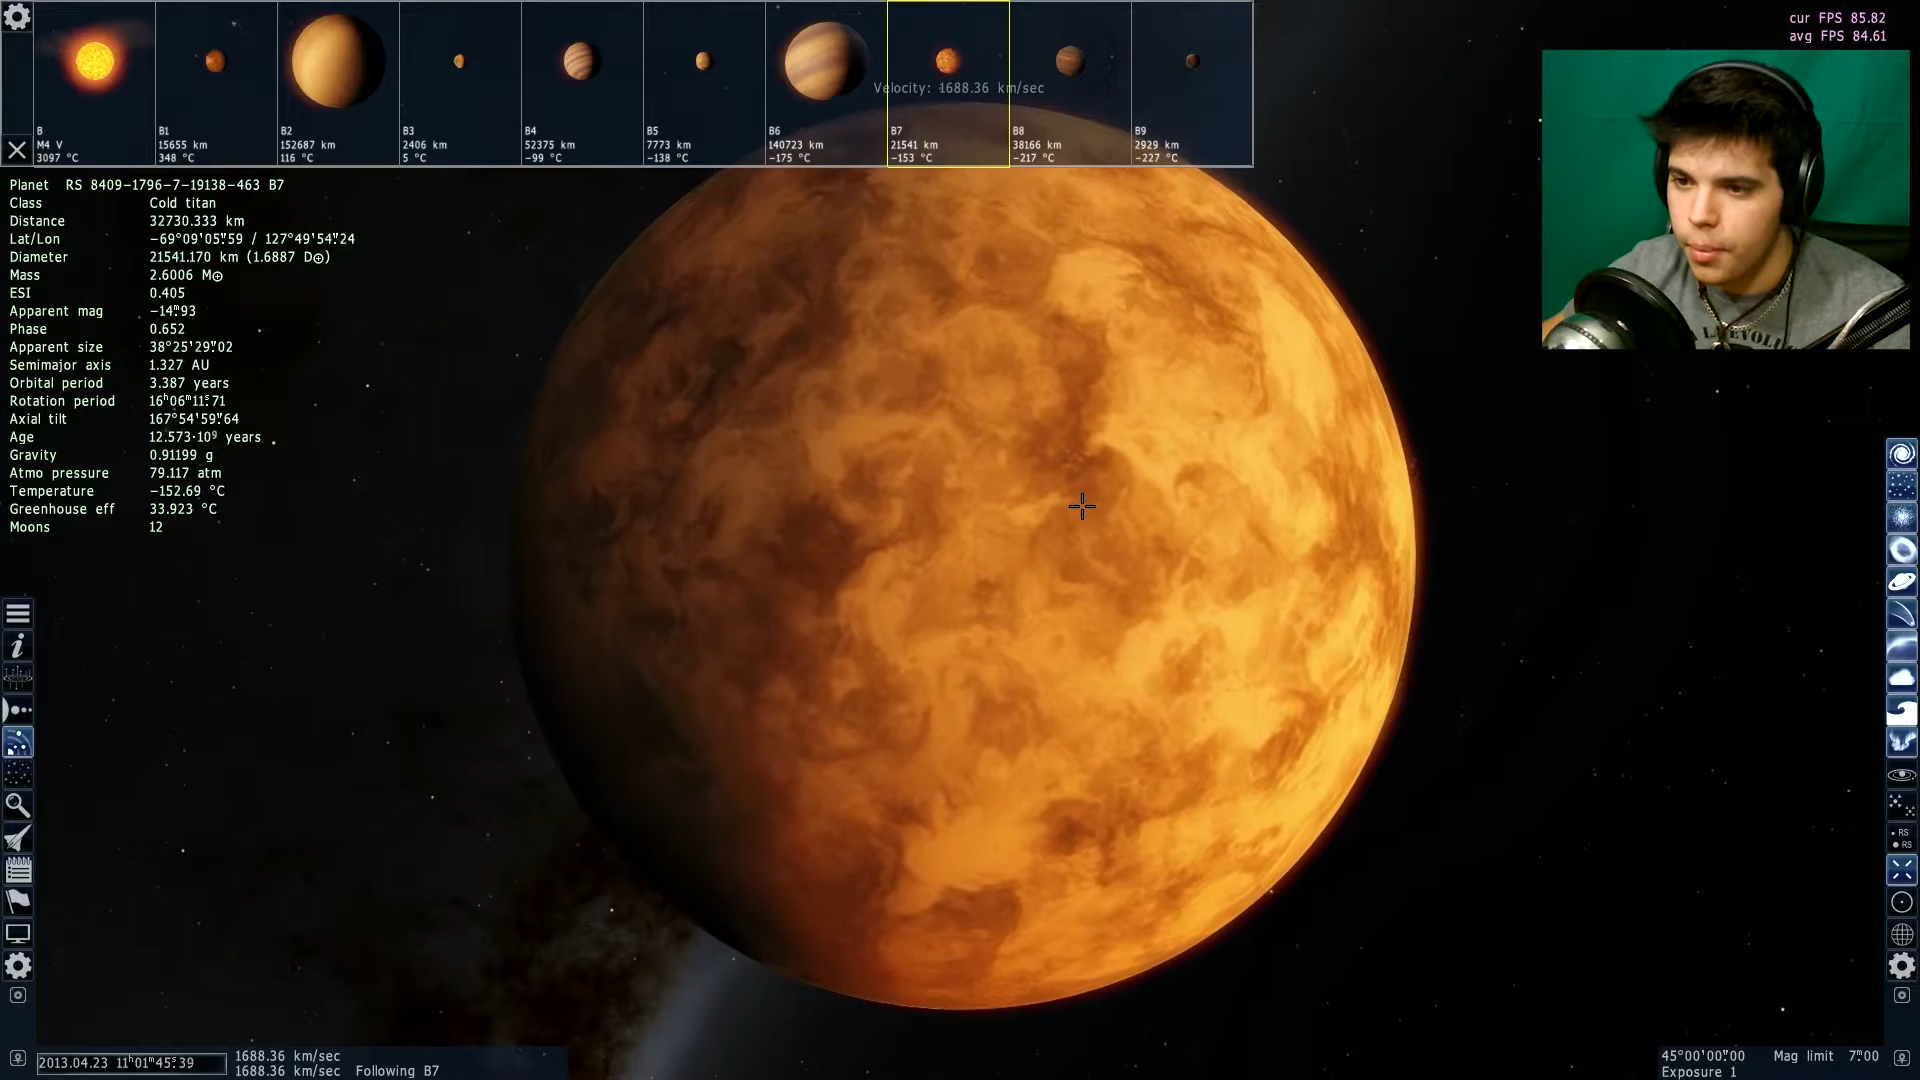 cur FPS 85.82
avg FPS 84.61
Velocity: 1688.36 km/sec
B
M4 V
3097 °C
B1
15655 km
348 °C
B2
152687 km
116 °C
B3
2406 km
5 °C
B4
52375 km
-99 °C
B5
7773 km
-138 °C
B6
140723 km
-175 °C
B7
21541 km
-153 °C
B8
38166 km
-217 °C
B9
2929 km
-227 °C
Planet RS 8409-1796-7-19138-463 B7
Class Cold titan
Distance 32730.333 km
Lat/Lon -69°09'05"59 / 127°49'54"24
Diameter 21541.170 km (1.6887 D⊕)
Mass 2.6006 M⊕
ESI 0.405
Apparent mag -14ᵐ93
Phase 0.652
Apparent size 38°25'29"02
Semimajor axis 1.327 AU
Orbital period 3.387 years
Rotation period 16ʰ06ᵐ11ˢ71
Axial tilt 167°54'59"64
Age 12.573·10⁹ years
Gravity 0.91199 g
Atmo pressure 79.117 atm
Temperature -152.69 °C
Greenhouse eff 33.923 °C
Moons 12
RS
RS
2013.04.23 11ʰ01ᵐ45ˢ39
1688.36 km/sec
1688.36 km/sec Following B7
45°00'00"00 Mag limit 7ᵐ00
Exposure 1